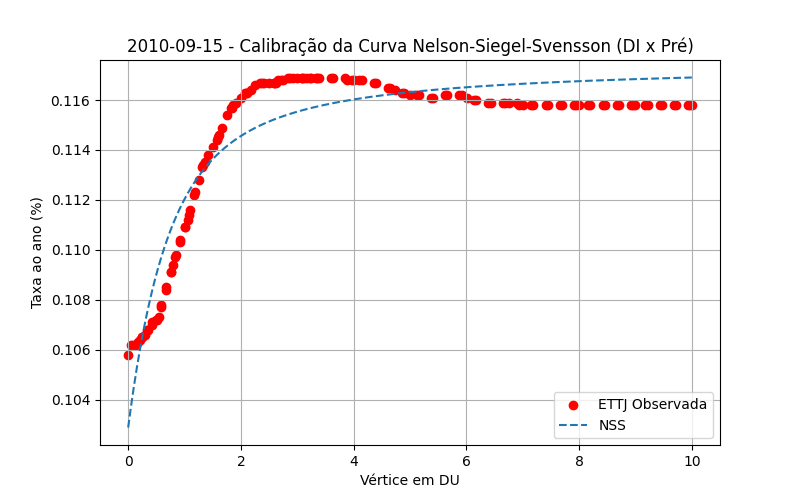 2010-09-15 - Calibração da Curva Nelson-Siegel-Svensson (DI x Pré)
Taxa ao ano (%)
0.116
0.114
0.112
0.110
0.108
0.106
0.104
ETTJ Observada
NSS
0 2 4 6 8 10
Vértice em DU